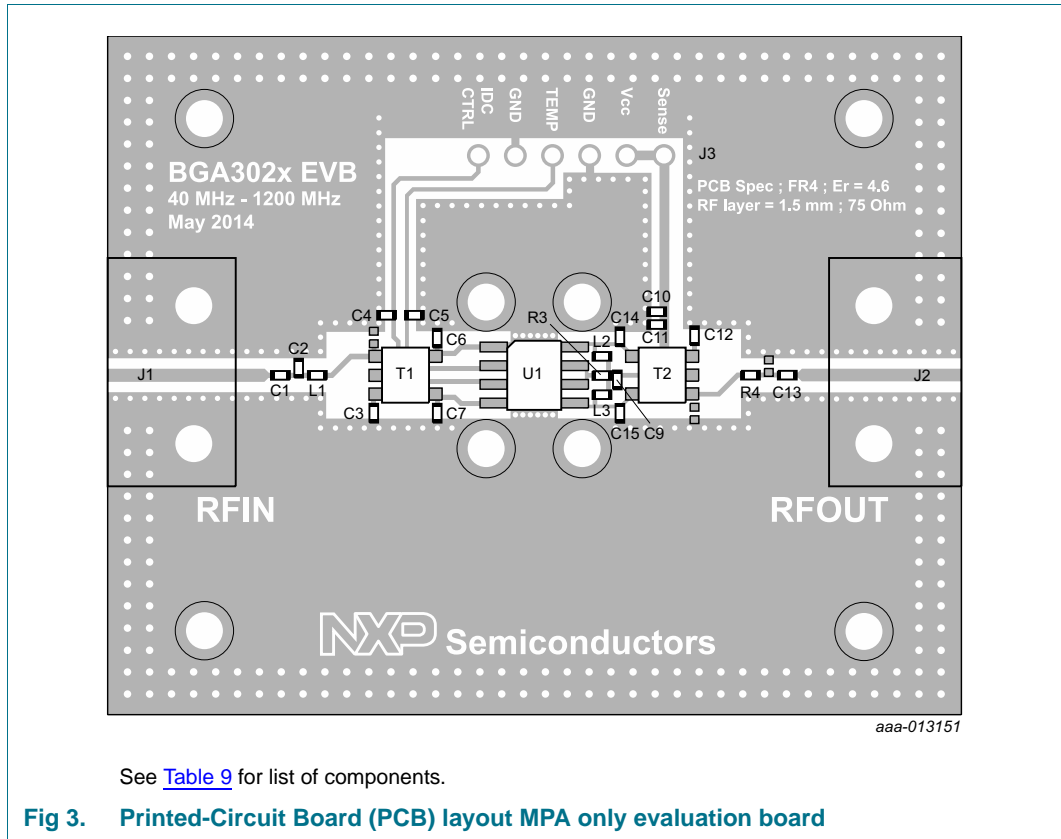 IDC
CTRL
GND
TEMP
GND
Vcc
Sense
J3
BGA302x EVB
40 MHz - 1200 MHz
May 2014
PCB Spec ; FR4 ; Er = 4.6
RF layer = 1.5 mm ; 75 Ohm
C4
C5
C6
R3
C14
C10
C11
C12
C2
L2
J1
C1
L1
T1
U1
T2
R4
C13
J2
C3
C7
L3
C15
C9
RFIN
RFOUT
NXP Semiconductors
aaa-013151
See Table 9 for list of components.
Fig 3. Printed-Circuit Board (PCB) layout MPA only evaluation board